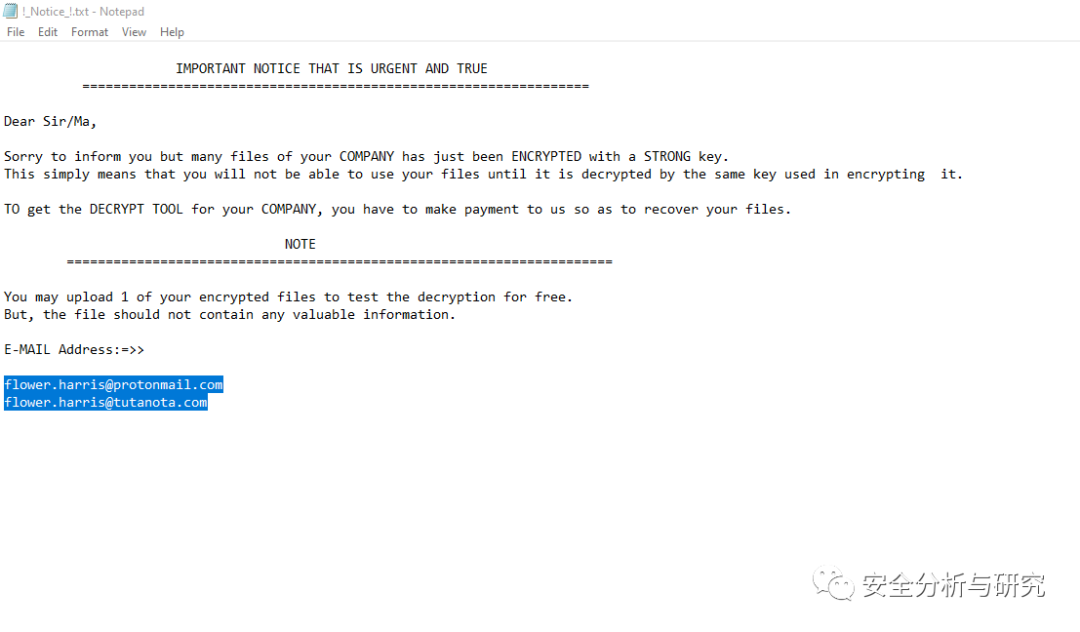 !_Notice_!.txt - Notepad
File Edit Format View Help
IMPORTANT NOTICE THAT IS URGENT AND TRUE
=================================================================
Dear Sir/Ma,
Sorry to inform you but many files of your COMPANY has just been ENCRYPTED with a STRONG key.
This simply means that you will not be able to use your files until it is decrypted by the same key used in encrypting  it.
TO get the DECRYPT TOOL for your COMPANY, you have to make payment to us so as to recover your files.
NOTE
======================================================================
You may upload 1 of your encrypted files to test the decryption for free.
But, the file should not contain any valuable information.
E-MAIL Address:=>>
flower.harris@protonmail.com
flower.harris@tutanota.com
安全分析与研究